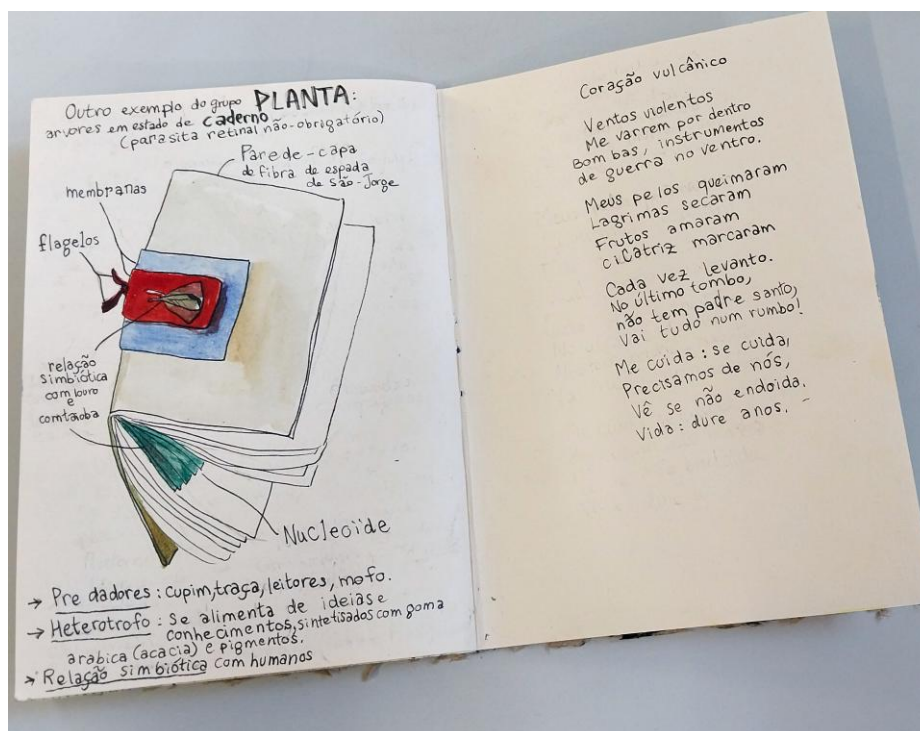 Outro exemplo do grupo PLANTA:
arvores em estado de caderno
(parasita retinal não-obrigatório)
Parede-capa
de fibra de espada
de São-Jorge
membranas
flagelos
relação
simbiótica
com louro
e
comtaboa
Nucleoïde
→ Pre dadores : cupim, traça, leitores, mofo.
→ Heterotrofo : se alimenta de ideias e
conhecimentos, sintetisados com goma
arabica (acacia) e pigmentos.
→ Relação simbiótica com humanos
Coração vulcânico
Ventos violentos
Me varrem por dentro
Bombas, instrumentos
de guerra no ventro.
Meus pelos queimaram
Lagrimas secaram
Frutos amaram
ciCatriz marcaram
Cada vez levanto.
No último tombo,
não tem padre santo,
Vai tudo num rumbo!
Me cuida : se cuida,
Precisamos de nós,
Vê se não endoida.
Vida : dure anos. -